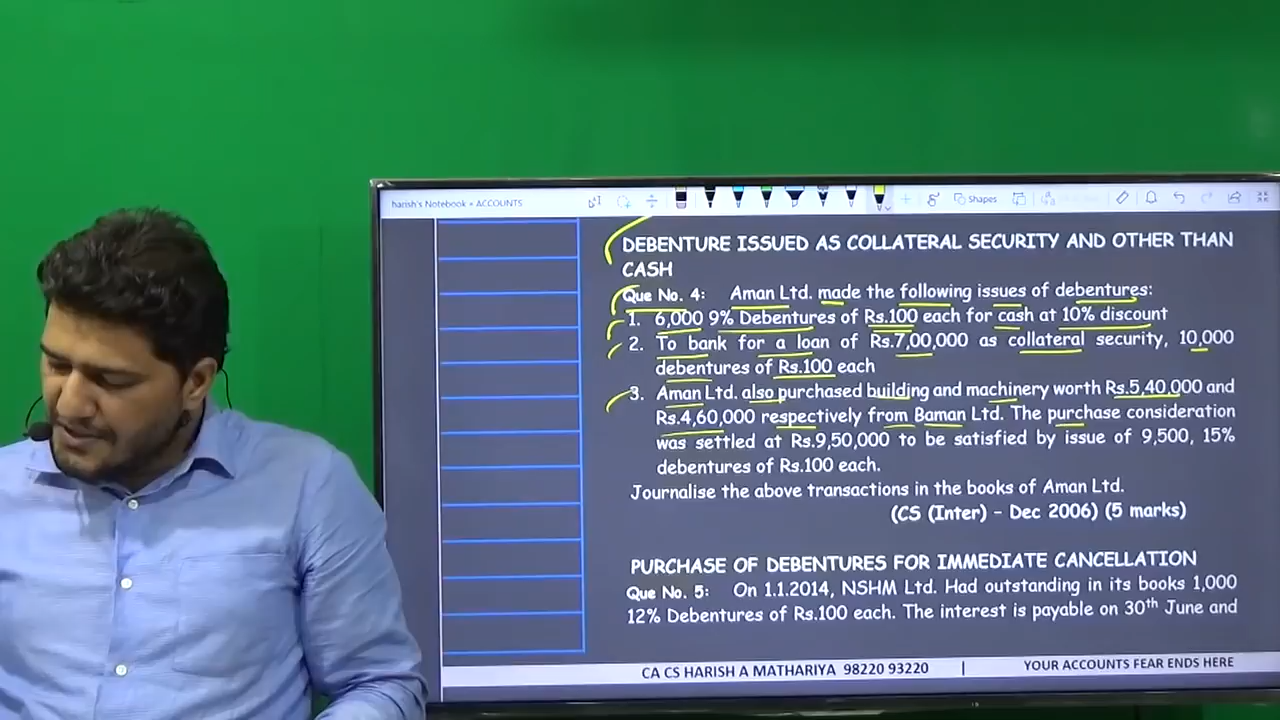 harish's Notebook • ACCOUNTS
Shapes
DEBENTURE ISSUED AS COLLATERAL SECURITY AND OTHER THAN
CASH
Que No. 4: Aman Ltd. made the following issues of debentures:
1. 6,000 9% Debentures of Rs.100 each for cash at 10% discount
2. To bank for a loan of Rs.7,00,000 as collateral security, 10,000
debentures of Rs.100 each
3. Aman Ltd. also purchased building and machinery worth Rs.5,40,000 and
Rs.4,60,000 respectively from Baman Ltd. The purchase consideration
was settled at Rs.9,50,000 to be satisfied by issue of 9,500, 15%
debentures of Rs.100 each.
Journalise the above transactions in the books of Aman Ltd.
(CS (Inter) - Dec 2006) (5 marks)
PURCHASE OF DEBENTURES FOR IMMEDIATE CANCELLATION
Que No. 5: On 1.1.2014, NSHM Ltd. Had outstanding in its books 1,000
12% Debentures of Rs.100 each. The interest is payable on 30th June and
CA CS HARISH A MATHARIYA 98220 93220 | YOUR ACCOUNTS FEAR ENDS HERE